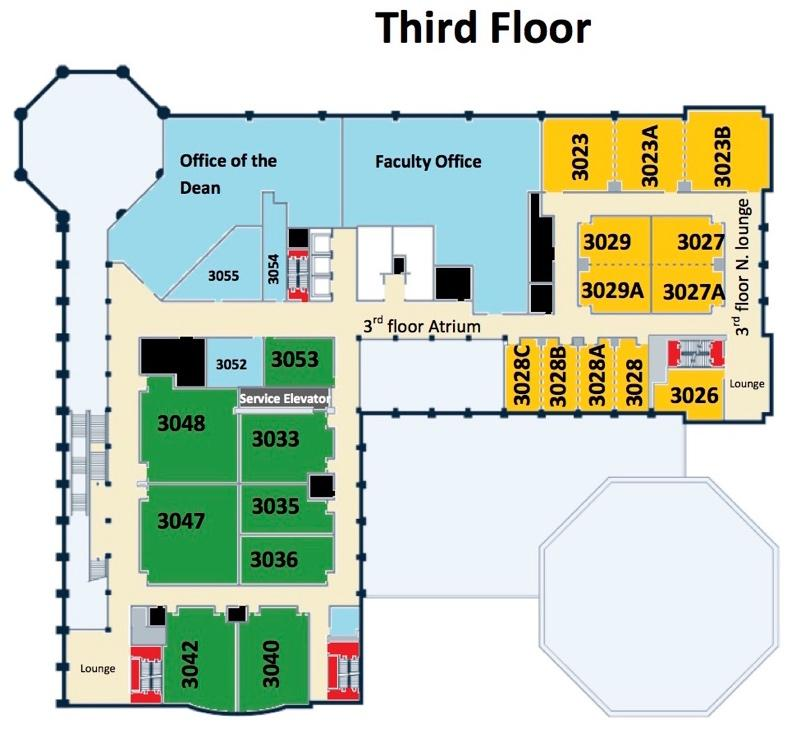 Third Floor
Office of the
Dean
Faculty Office
3023
3023A
3023B
3055
3054
3029
3027
3029A
3027A
3rd floor N. lounge
3rd floor Atrium
3052
3053
3028C
3028B
3028A
3028
3026
Lounge
Service Elevator
3048
3033
3047
3035
3036
Lounge
3042
3040